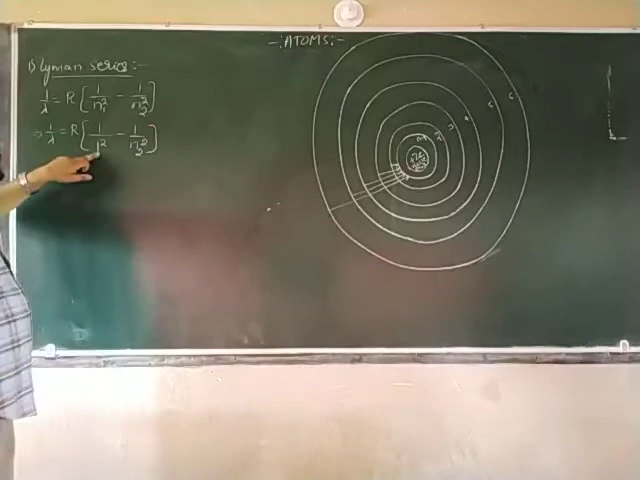 -: ATOMS :-
1) Lyman series:-
1/λ = R[1/n₁² - 1/n₂²]
⇒ 1/λ = R[1/1² - 1/n₂²]